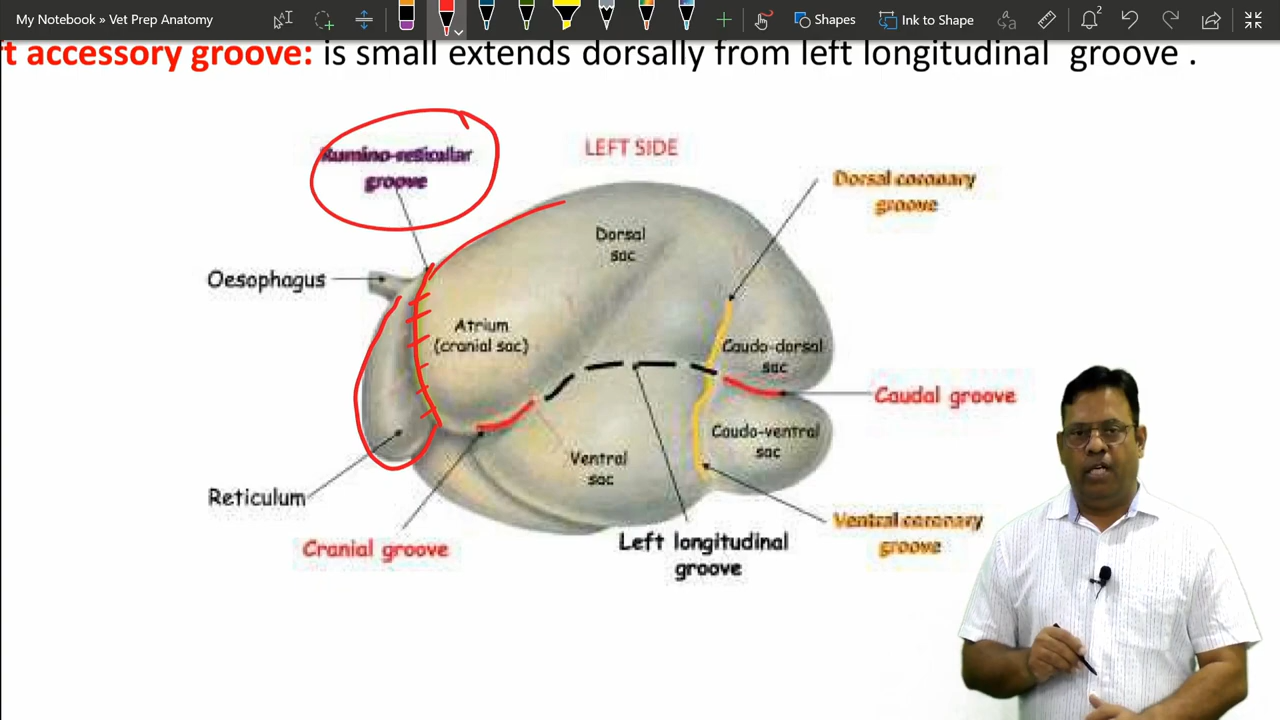 My Notebook » Vet Prep Anatomy
Shapes
Ink to Shape
2
t accessory groove: is small extends dorsally from left longitudinal groove .
LEFT SIDE
Rumino-reticular
groove
Dorsal coronary
groove
Dorsal
sac
Oesophagus
Atrium
(cranial sac)
Caudo-dorsal
sac
Caudal groove
Caudo-ventral
sac
Ventral
sac
Reticulum
Cranial groove
Left longitudinal
groove
Ventral coronary
groove